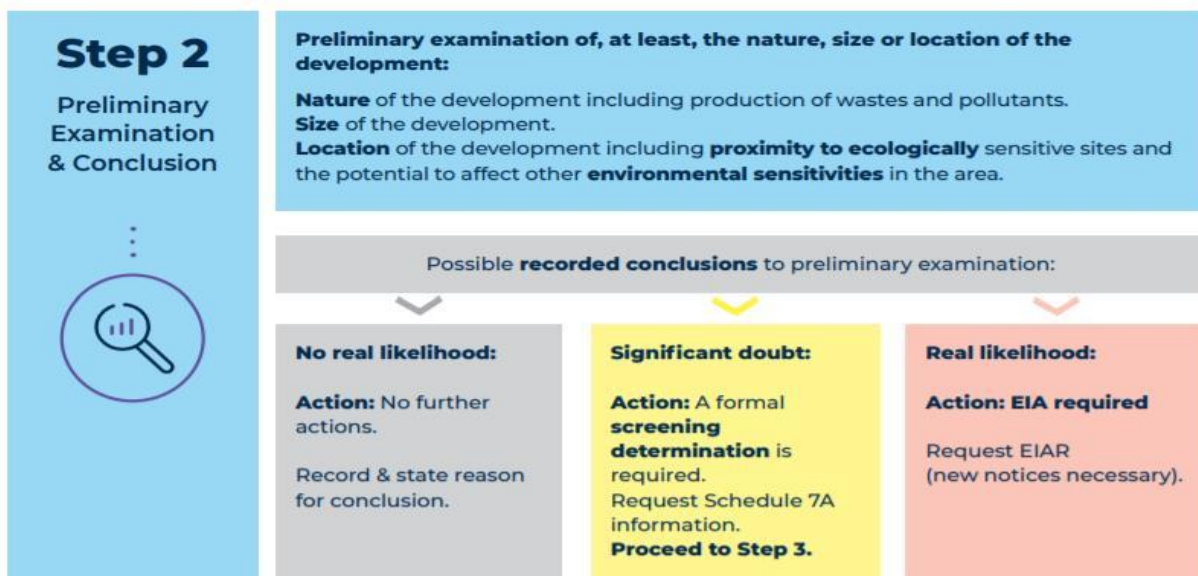 Step 2
Preliminary
Examination
& Conclusion
Preliminary examination of, at least, the nature, size or location of the
development:
Nature of the development including production of wastes and pollutants.
Size of the development.
Location of the development including proximity to ecologically sensitive sites and
the potential to affect other environmental sensitivities in the area.
Possible recorded conclusions to preliminary examination:
No real likelihood:
Action: No further
actions.
Record & state reason
for conclusion.
Significant doubt:
Action: A formal
screening
determination is
required.
Request Schedule 7A
information.
Proceed to Step 3.
Real likelihood:
Action: EIA required
Request EIAR
(new notices necessary).